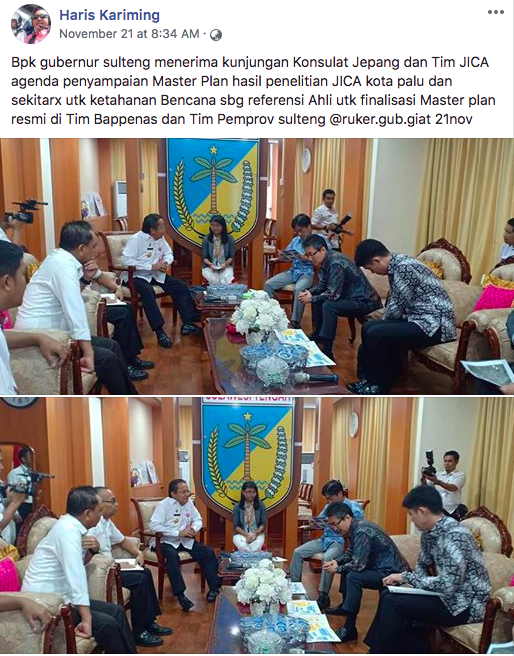 Haris Kariming
November 21 at 8:34 AM ·
Bpk gubernur sulteng menerima kunjungan Konsulat Jepang dan Tim JICA
agenda penyampaian Master Plan hasil penelitian JICA kota palu dan
sekitarx utk ketahanan Bencana sbg referensi Ahli utk finalisasi Master plan
resmi di Tim Bappenas dan Tim Pemprov sulteng @ruker.gub.giat 21nov
SULAWESI TENGAH